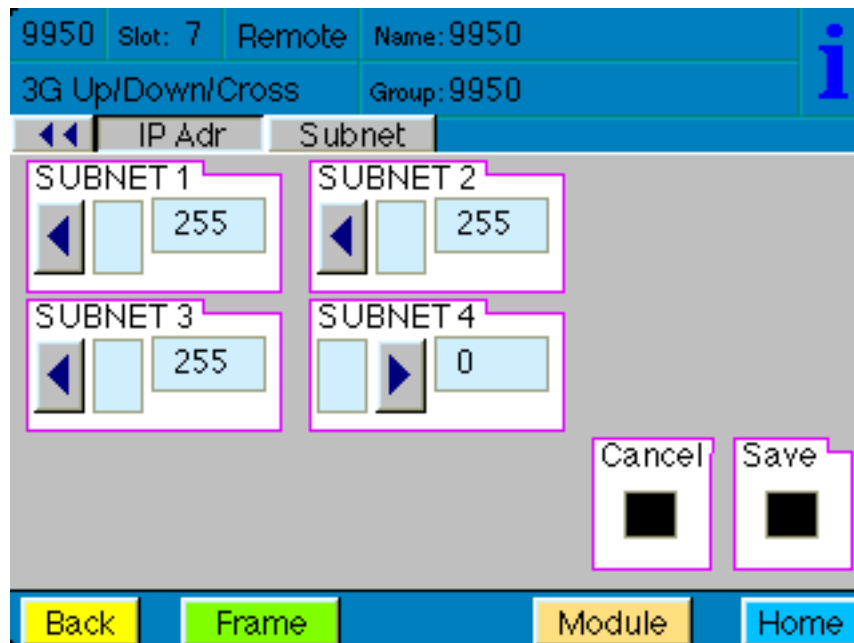 9950 Slot: 7 Remote Name: 9950
3G Up/Down/Cross Group: 9950
i
IP Adr Subnet
SUBNET 1 SUBNET 2
255 255
SUBNET 3 SUBNET 4
255 0
Cancel Save
Back Frame Module Home